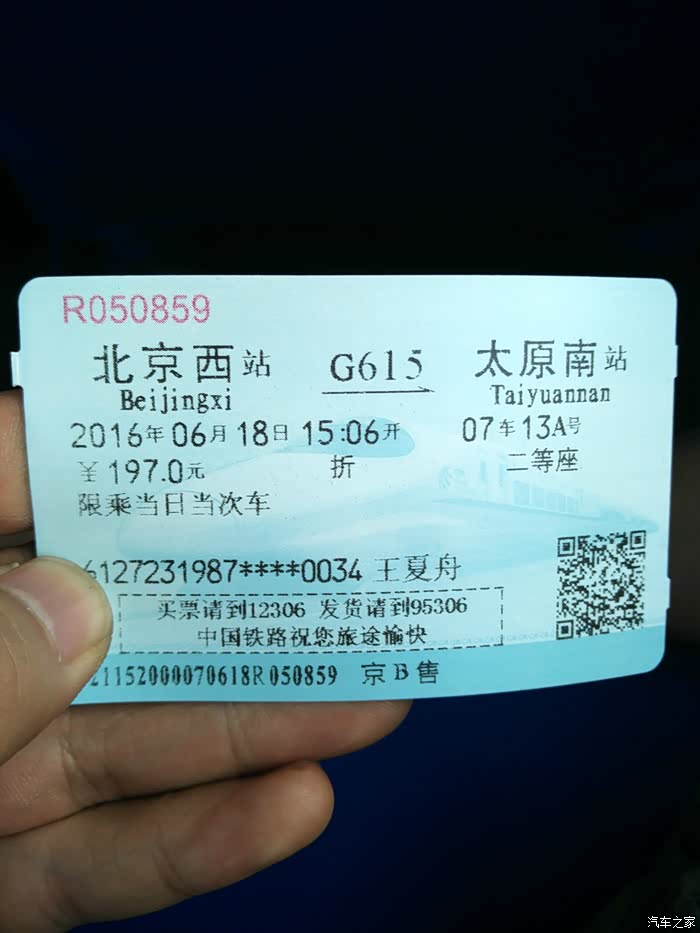 R050859
北京西站 G615 太原南站
Beijingxi Taiyuannan
2016年06月18日 15:06开 07车13A号
￥197.0元 折 二等座
限乘当日当次车
6127231987****0034 王夏舟
买票请到12306 发货请到95306
中国铁路祝您旅途愉快
21152000070618R050859 京B售
汽车之家